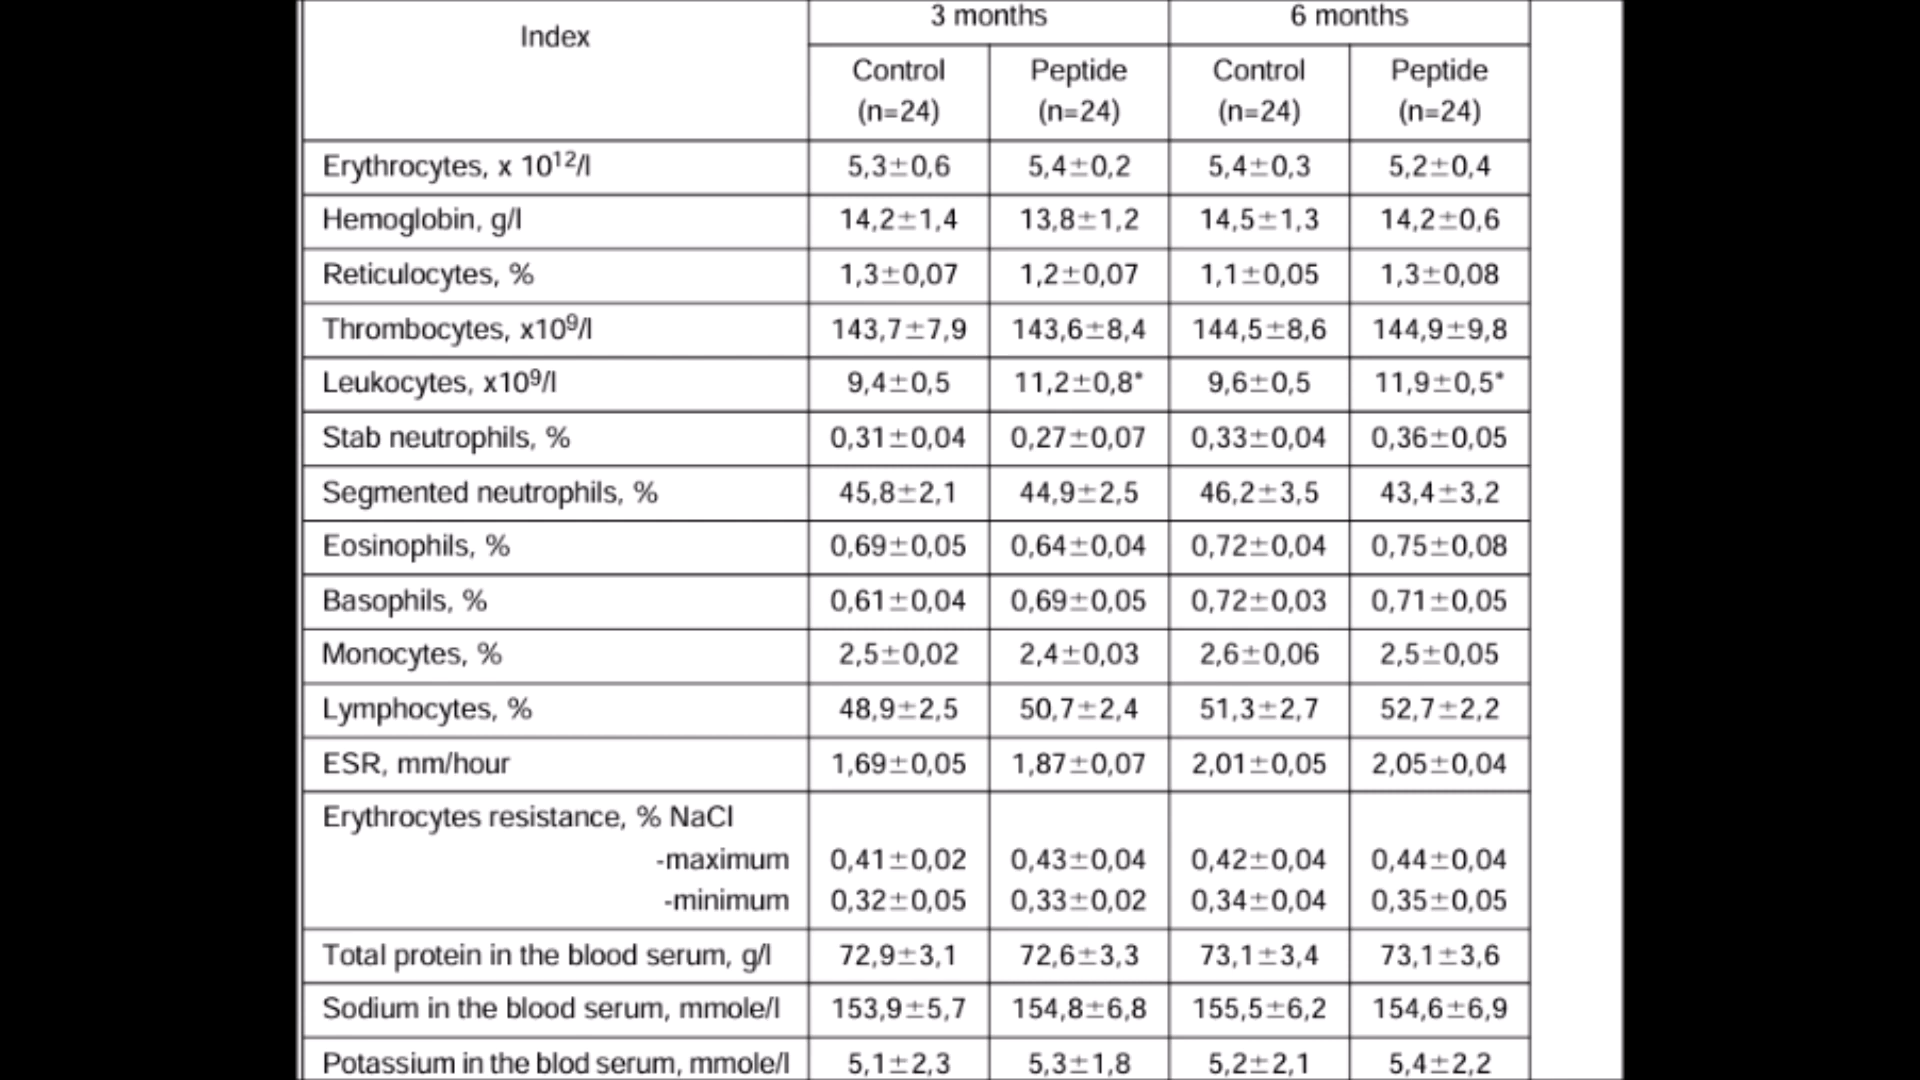 Index 3 months 6 months
Control Peptide Control Peptide
(n=24) (n=24) (n=24) (n=24)
Erythrocytes, x 10¹²/l 5,3±0,6 5,4±0,2 5,4±0,3 5,2±0,4
Hemoglobin, g/l 14,2±1,4 13,8±1,2 14,5±1,3 14,2±0,6
Reticulocytes, % 1,3±0,07 1,2±0,07 1,1±0,05 1,3±0,08
Thrombocytes, x10⁹/l 143,7±7,9 143,6±8,4 144,5±8,6 144,9±9,8
Leukocytes, x10⁹/l 9,4±0,5 11,2±0,8* 9,6±0,5 11,9±0,5*
Stab neutrophils, % 0,31±0,04 0,27±0,07 0,33±0,04 0,36±0,05
Segmented neutrophils, % 45,8±2,1 44,9±2,5 46,2±3,5 43,4±3,2
Eosinophils, % 0,69±0,05 0,64±0,04 0,72±0,04 0,75±0,08
Basophils, % 0,61±0,04 0,69±0,05 0,72±0,03 0,71±0,05
Monocytes, % 2,5±0,02 2,4±0,03 2,6±0,06 2,5±0,05
Lymphocytes, % 48,9±2,5 50,7±2,4 51,3±2,7 52,7±2,2
ESR, mm/hour 1,69±0,05 1,87±0,07 2,01±0,05 2,05±0,04
Erythrocytes resistance, % NaCl
-maximum 0,41±0,02 0,43±0,04 0,42±0,04 0,44±0,04
-minimum 0,32±0,05 0,33±0,02 0,34±0,04 0,35±0,05
Total protein in the blood serum, g/l 72,9±3,1 72,6±3,3 73,1±3,4 73,1±3,6
Sodium in the blood serum, mmole/l 153,9±5,7 154,8±6,8 155,5±6,2 154,6±6,9
Potassium in the blod serum, mmole/l 5,1±2,3 5,3±1,8 5,2±2,1 5,4±2,2